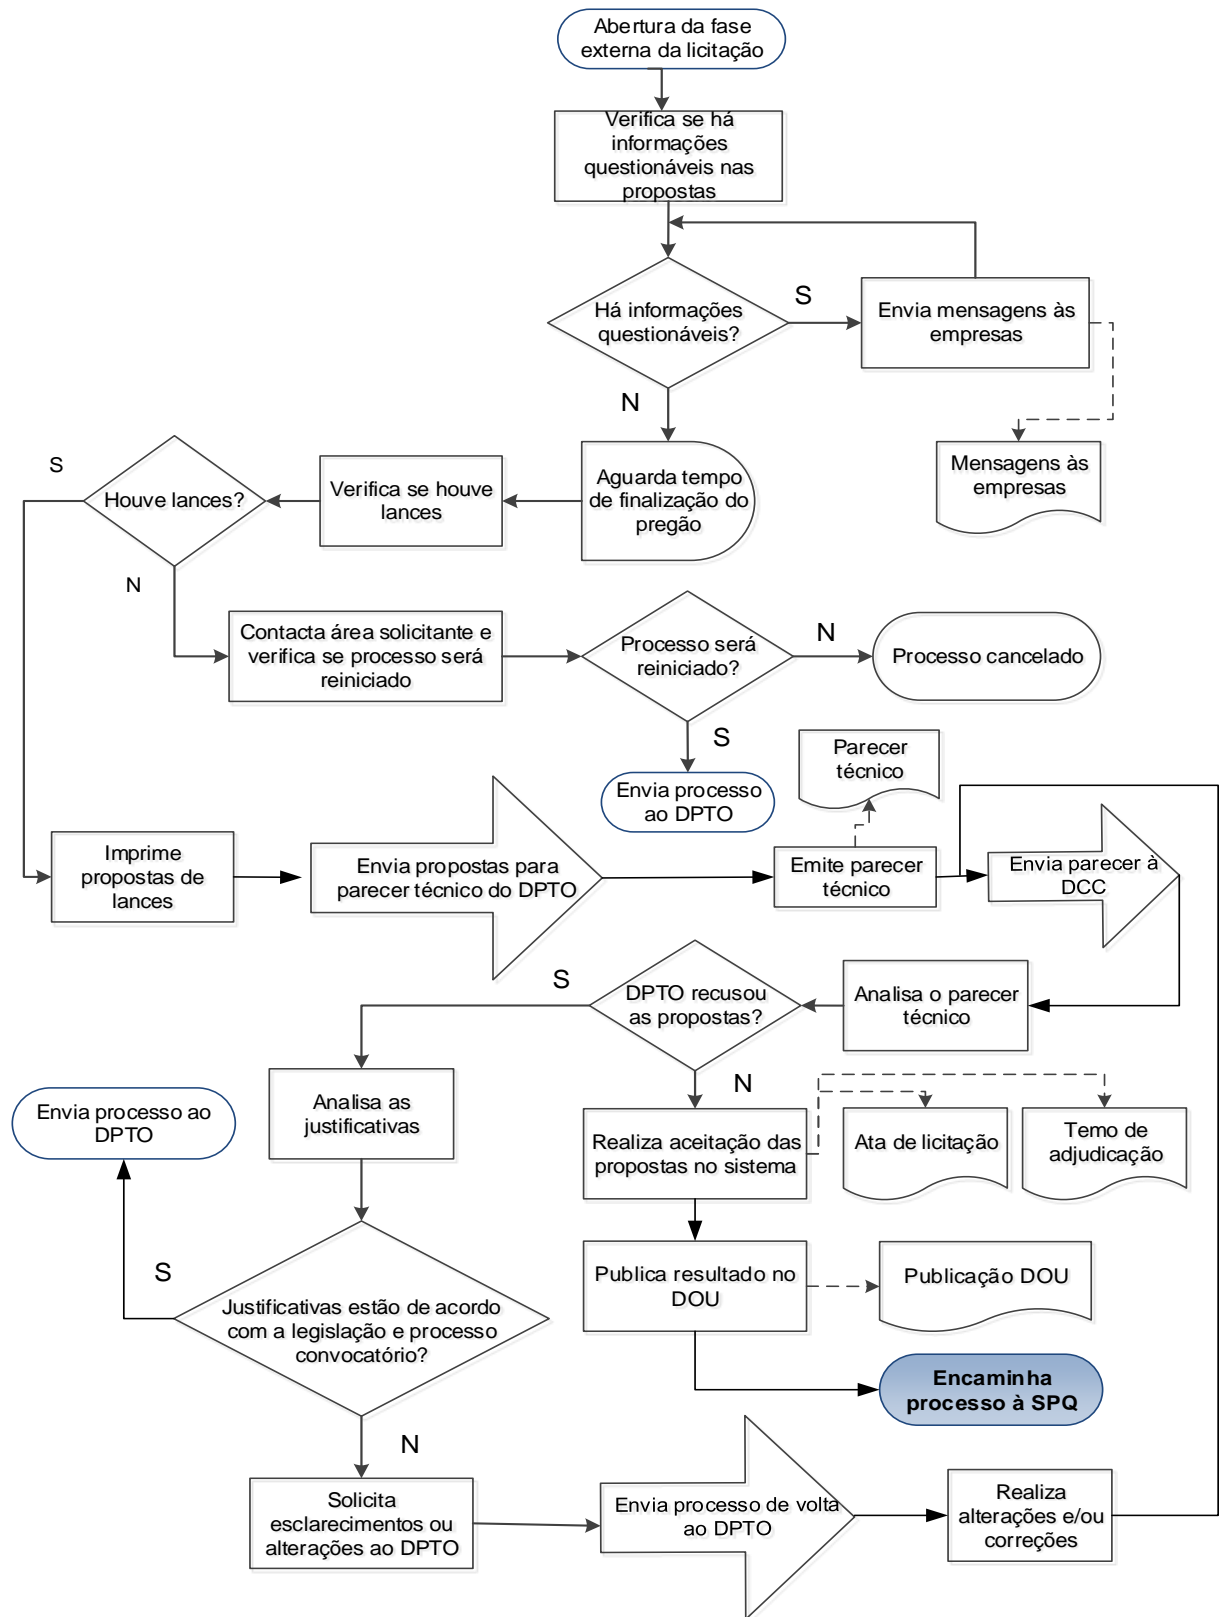 Abertura da fase
externa da licitação
Verifica se há
informações
questionáveis nas
propostas
Há informações
questionáveis?
S
Envia mensagens às
empresas
N
Mensagens às
empresas
S
Houve lances?
Verifica se houve
lances
Aguarda tempo
de finalização do
pregão
N
Contacta área solicitante e
verifica se processo será
reiniciado
Processo será
reiniciado?
N
Processo cancelado
S
Envia processo
ao DPTO
Parecer
técnico
Imprime
propostas de
lances
Envia propostas para
parecer técnico do DPTO
Emite parecer
técnico
Envia parecer à
DCC
S
DPTO recusou
as propostas?
Analisa o parecer
técnico
N
Envia processo ao
DPTO
Analisa as
justificativas
Realiza aceitação das
propostas no sistema
Ata de licitação
Temo de
adjudicação
S
Justificativas estão de acordo
com a legislação e processo
convocatório?
Publica resultado no
DOU
Publicação DOU
Encaminha
processo à SPQ
N
Solicita
esclarecimentos ou
alterações ao DPTO
Envia processo de volta
ao DPTO
Realiza
alterações e/ou
correções